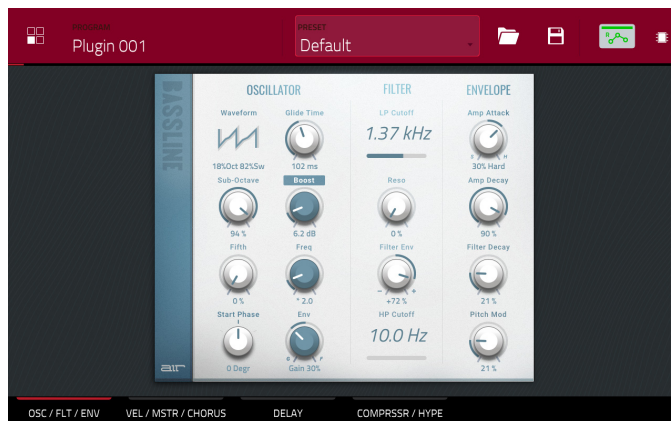 PROGRAM
Plugin 001
PRESET
Default
BASSLINE
OSCILLATOR
FILTER
ENVELOPE
Waveform
Glide Time
LP Cutoff
Amp Attack
1.37 kHz
S H
18%Oct 82%Sw
102 ms
30% Hard
Sub-Octave
Boost
Reso
Amp Decay
94 %
6.2 dB
0 %
90 %
Fifth
Freq
Filter Env
Filter Decay
- +
0 %
* 2.0
+72 %
21 %
Start Phase
Env
HP Cutoff
Pitch Mod
10.0 Hz
G F
0 Degr
Gain 30%
21 %
air
OSC / FLT / ENV
VEL / MSTR / CHORUS
DELAY
COMPRSSR / HYPE